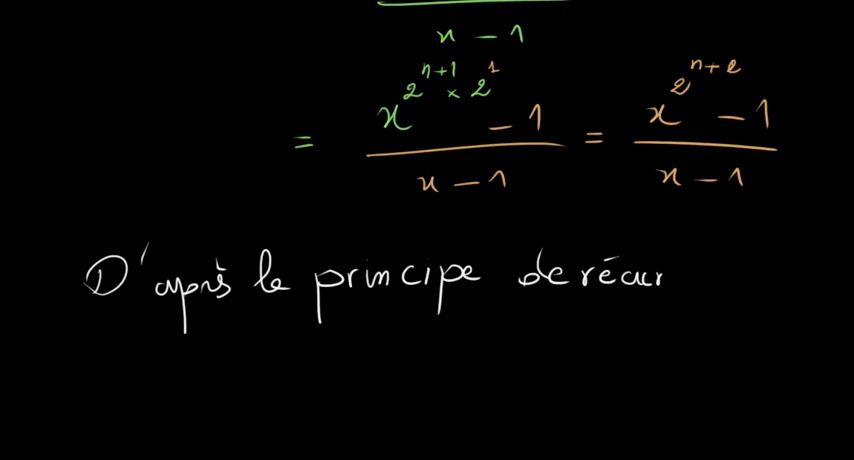 x - 1
= x^{2^{n+1} × 2^1} - 1 / x - 1 = x^{2^{n+2}} - 1 / x - 1
D'après le principe de récur